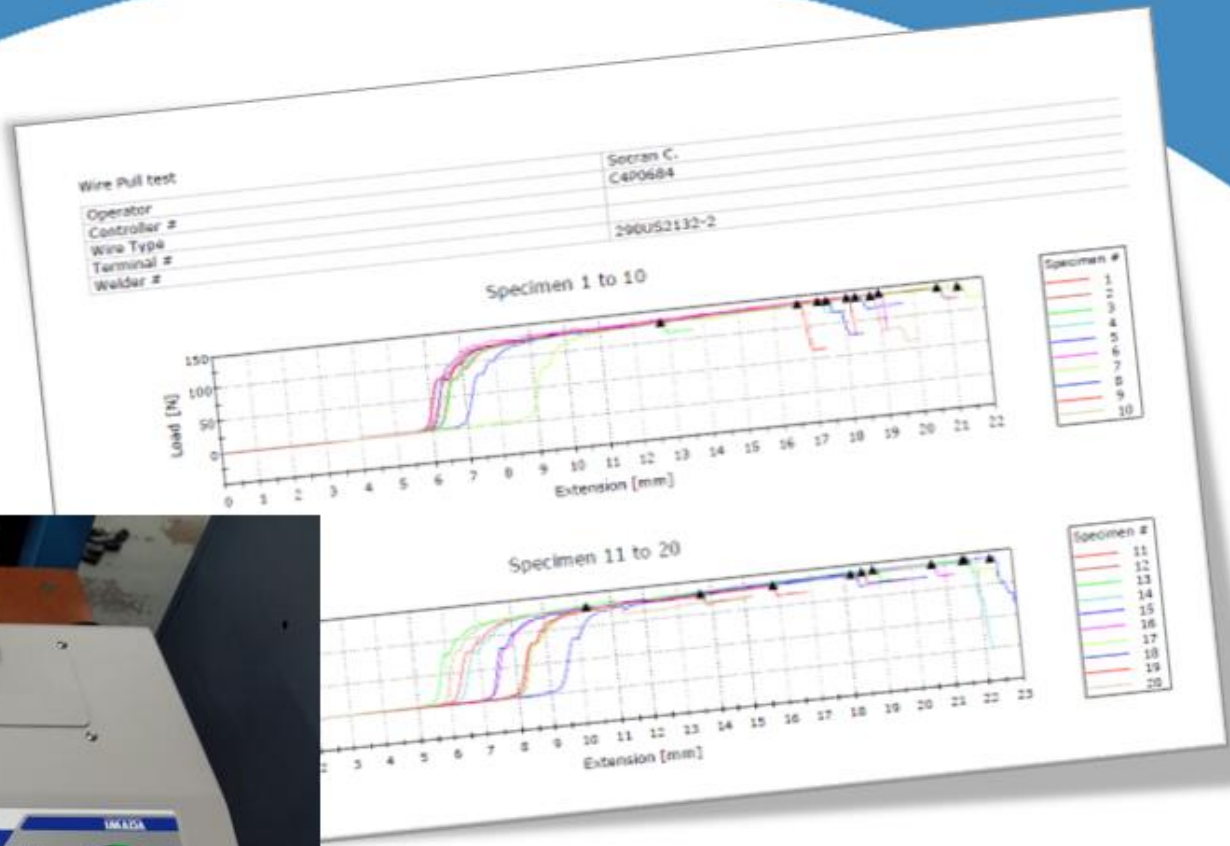 Wire Pull test
Operator
Socran C.
Controller #
C4P0684
Wire Type
Terminal #
290US2132-2
Welder #
Specimen 1 to 10
150
100
50
0
Load [N]
0 1 2 3 4 5 6 7 8 9 10 11 12 13 14 15 16 17 18 19 20 21 22
Extension [mm]
Specimen #
1
2
3
4
5
6
7
8
9
10
Specimen 11 to 20
2 3 4 5 6 7 8 9 10 11 12 13 14 15 16 17 18 19 20 21 22 23
Extension [mm]
Specimen #
11
12
13
14
15
16
17
18
19
20